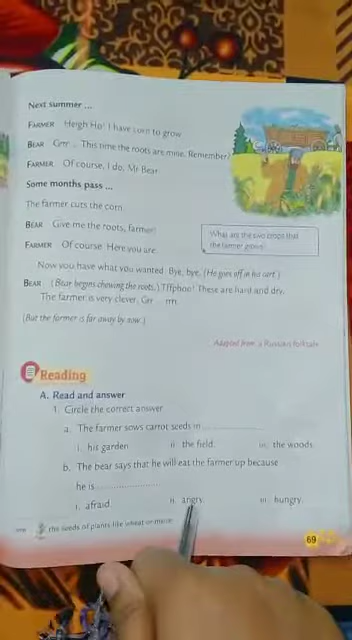 Next summer ...
FARMER Heigh Ho! I have corn to grow.
BEAR Grrr ... This time the roots are mine. Remember?
FARMER Of course, I do, Mr Bear.
Some months pass ...
The farmer cuts the corn.
BEAR Give me the roots, farmer!
FARMER Of course. Here you are.
What are the two crops that
the farmer grows?
Now you have what you wanted. Bye, bye. (He goes off in his cart.)
BEAR (Bear begins chewing the roots.) Tffphoo! These are hard and dry.
The farmer is very clever. Grr ... rrrr.
(But the farmer is far away by now.)
Adapted from a Russian folktale
Reading
A. Read and answer
1. Circle the correct answer.
a. The farmer sows carrot seeds in
i. his garden. ii. the field. iii. the woods.
b. The bear says that he will eat the farmer up because
he is
i. afraid. ii. angry. iii. hungry.
the seeds of plants like wheat or maize
69